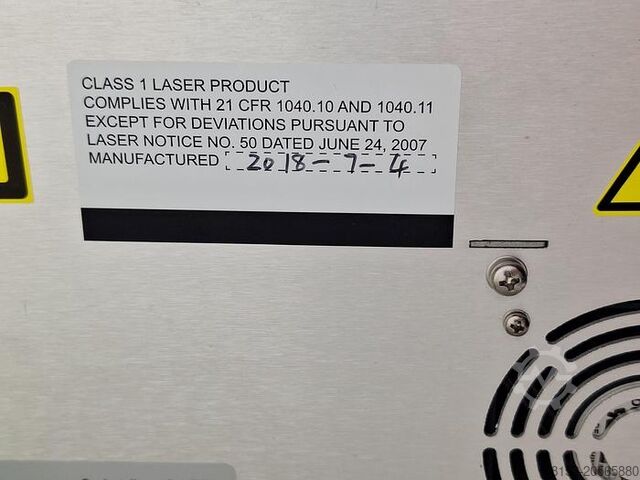 CLASS 1 LASER PRODUCT
COMPLIES WITH 21 CFR 1040.10 AND 1040.11
EXCEPT FOR DEVIATIONS PURSUANT TO
LASER NOTICE NO. 50 DATED JUNE 24, 2007
MANUFACTURED 2018-7-4